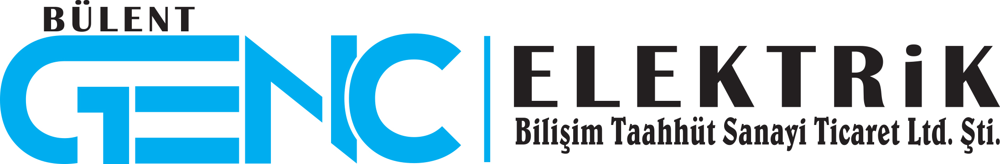 BÜLENT
GENC
ELEKTRiK
Bilişim Taahhüt Sanayi Ticaret Ltd. Şti.